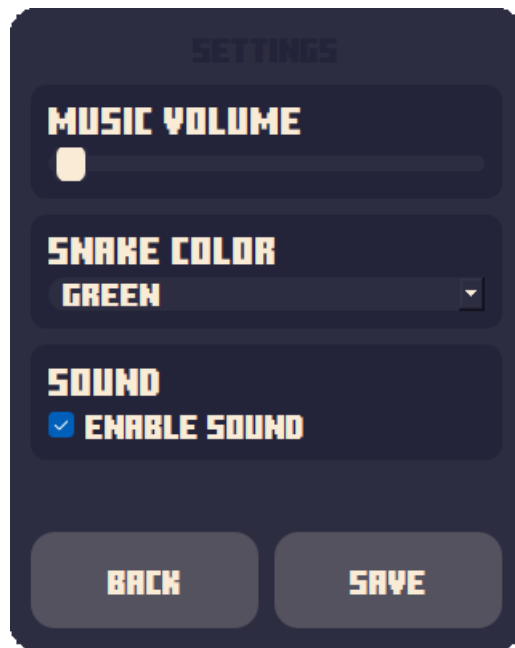 SETTINGS
MUSIC VOLUME
SNAKE COLOR
GREEN
SOUND
ENABLE SOUND
BACK SAVE